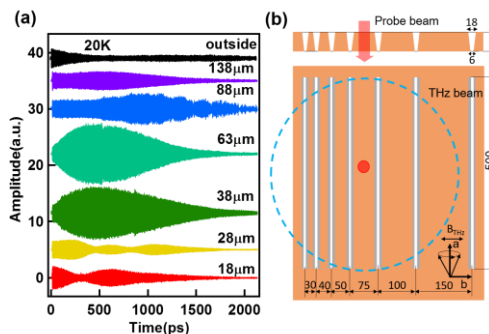 (a)
20K
outside
138μm
88μm
63μm
38μm
28μm
18μm
40
30
20
10
0
Amplitude(a.u.)
0
500
1000
1500
2000
Time(ps)
(b)
Probe beam
18
6
THz beam
B THz
a
b
30
40
50
75
100
150